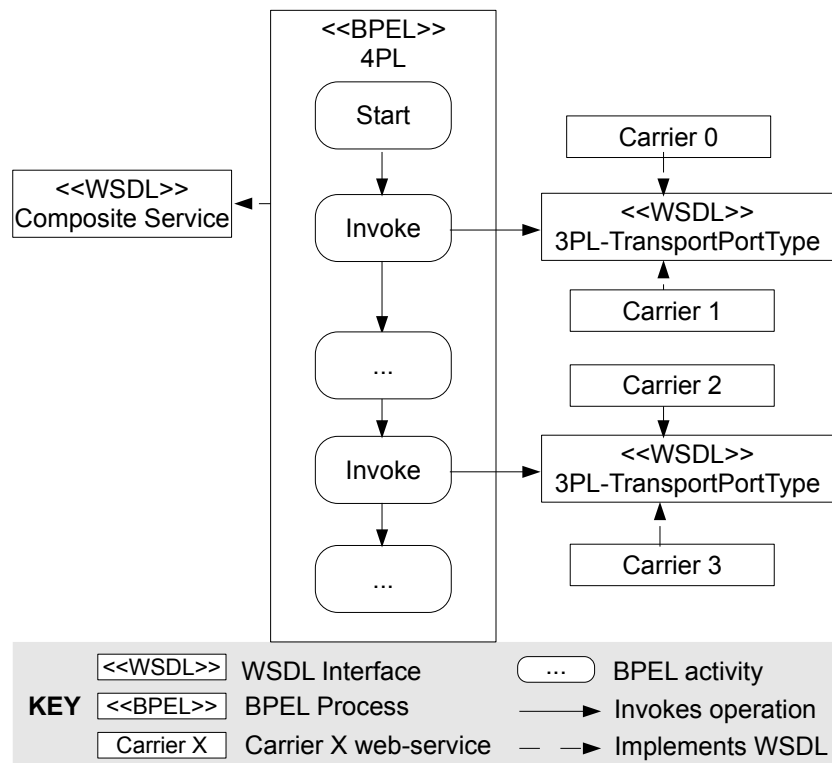 <<BPEL>>
4PL
Start
Carrier 0
<<WSDL>>
Composite Service
Invoke
<<WSDL>>
3PL-TransportPortType
Carrier 1
...
Carrier 2
Invoke
<<WSDL>>
3PL-TransportPortType
...
Carrier 3
KEY
<<WSDL>> WSDL Interface
<<BPEL>> BPEL Process
Carrier X Carrier X web-service
... BPEL activity
Invokes operation
Implements WSDL